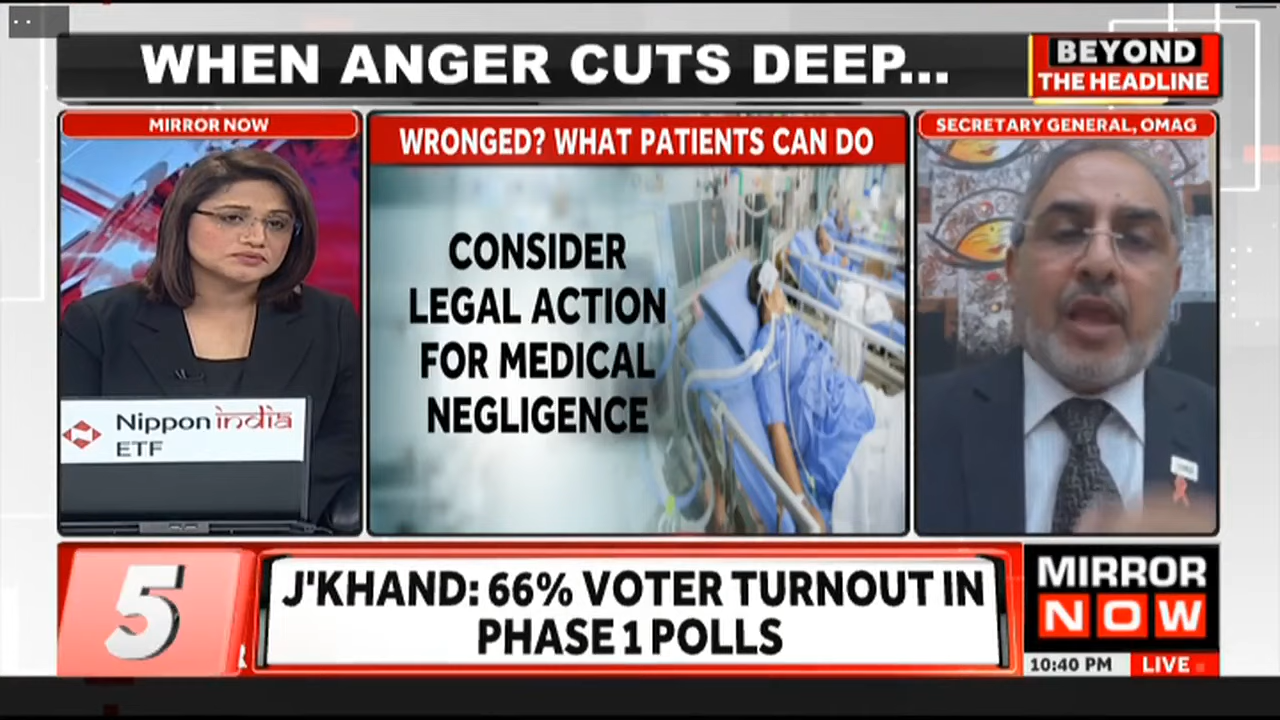 WHEN ANGER CUTS DEEP...
BEYOND
THE HEADLINE
MIRROR NOW
WRONGED? WHAT PATIENTS CAN DO
SECRETARY GENERAL, OMAG
CONSIDER
LEGAL ACTION
FOR MEDICAL
NEGLIGENCE
Nippon india
ETF
5
J'KHAND: 66% VOTER TURNOUT IN
PHASE 1 POLLS
MIRROR
NOW
10:40 PM
LIVE